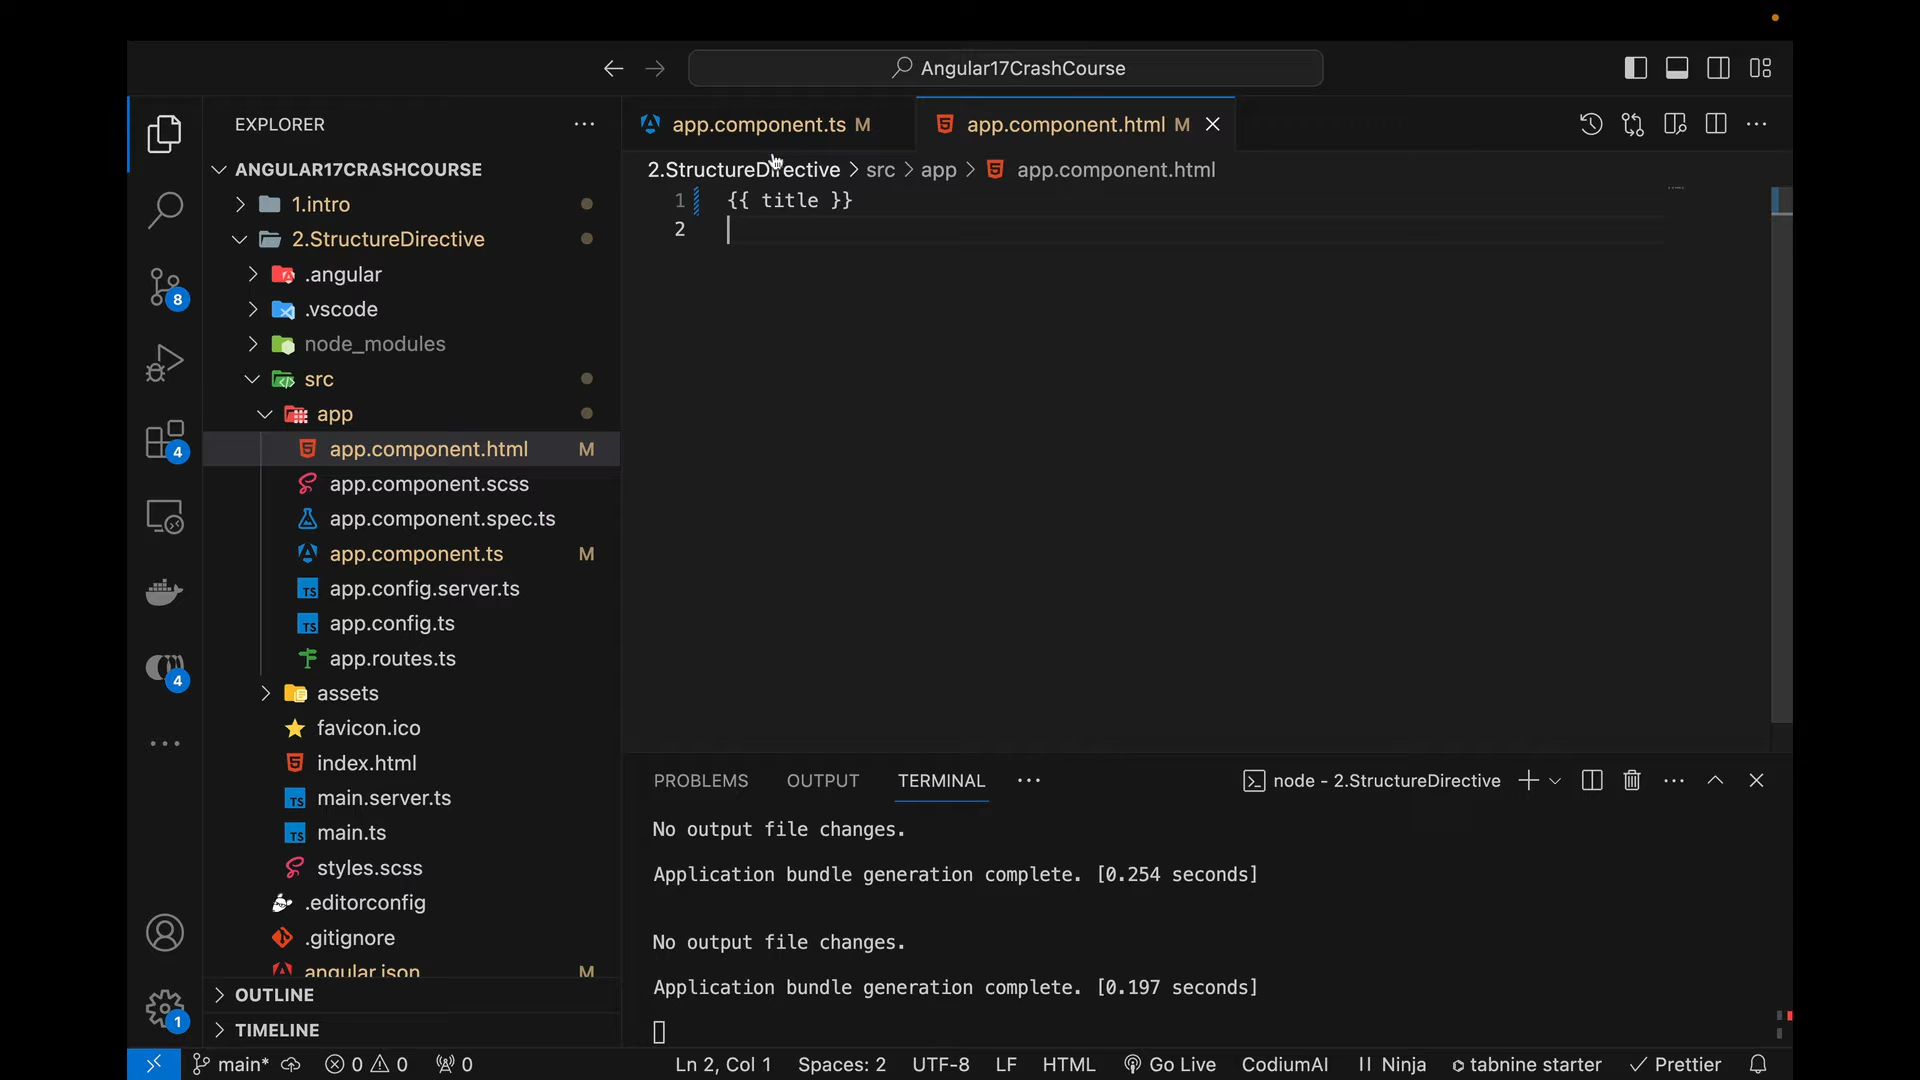 Angular17CrashCourse
EXPLORER
ANGULAR17CRASHCOURSE
1.intro
2.StructureDirective
.angular
.vscode
node_modules
src
app
app.component.html M
app.component.scss
app.component.spec.ts
app.component.ts M
app.config.server.ts
app.config.ts
app.routes.ts
assets
favicon.ico
index.html
main.server.ts
main.ts
styles.scss
.editorconfig
.gitignore
angular.json M
OUTLINE
TIMELINE
8
4
4
1
app.component.ts M
app.component.html M
2.StructureDirective > src > app > app.component.html
1 {{ title }}
2
PROBLEMS OUTPUT TERMINAL
node - 2.StructureDirective
No output file changes.
Application bundle generation complete. [0.254 seconds]
No output file changes.
Application bundle generation complete. [0.197 seconds]
main* 0 0 0
Ln 2, Col 1 Spaces: 2 UTF-8 LF HTML Go Live CodiumAI Ninja tabnine starter Prettier